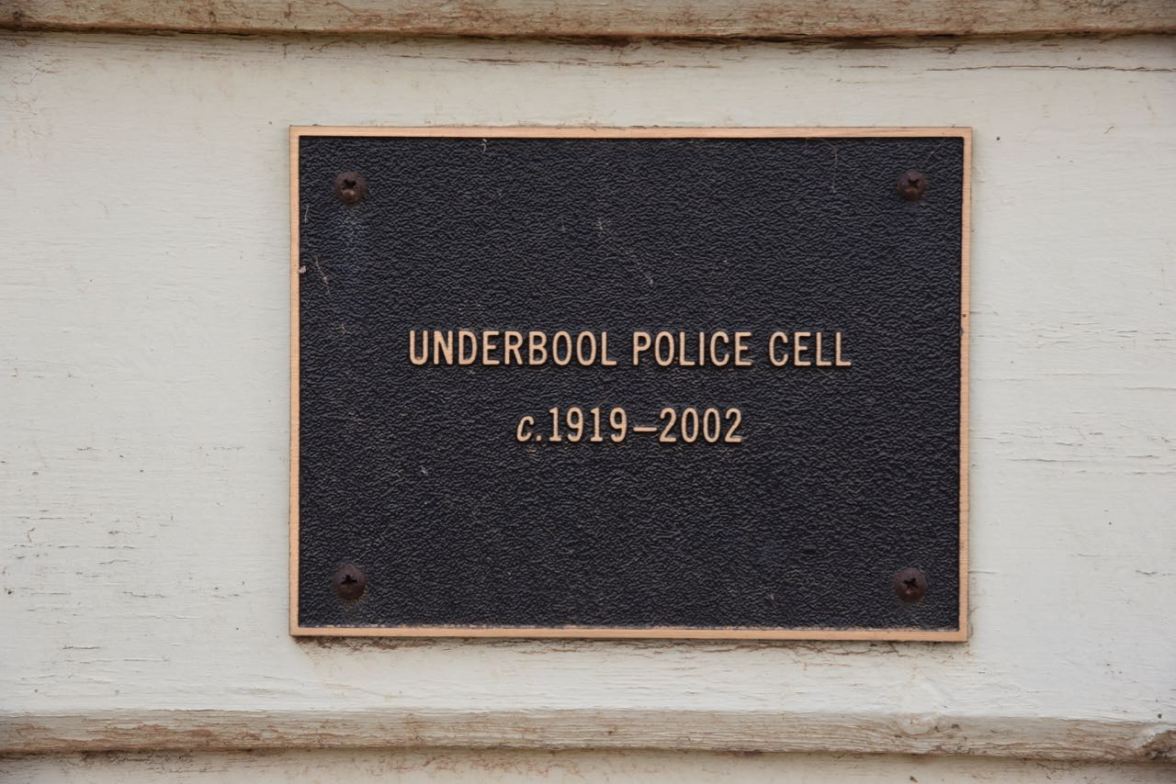 UNDERBOOL POLICE CELL
c.1919–2002